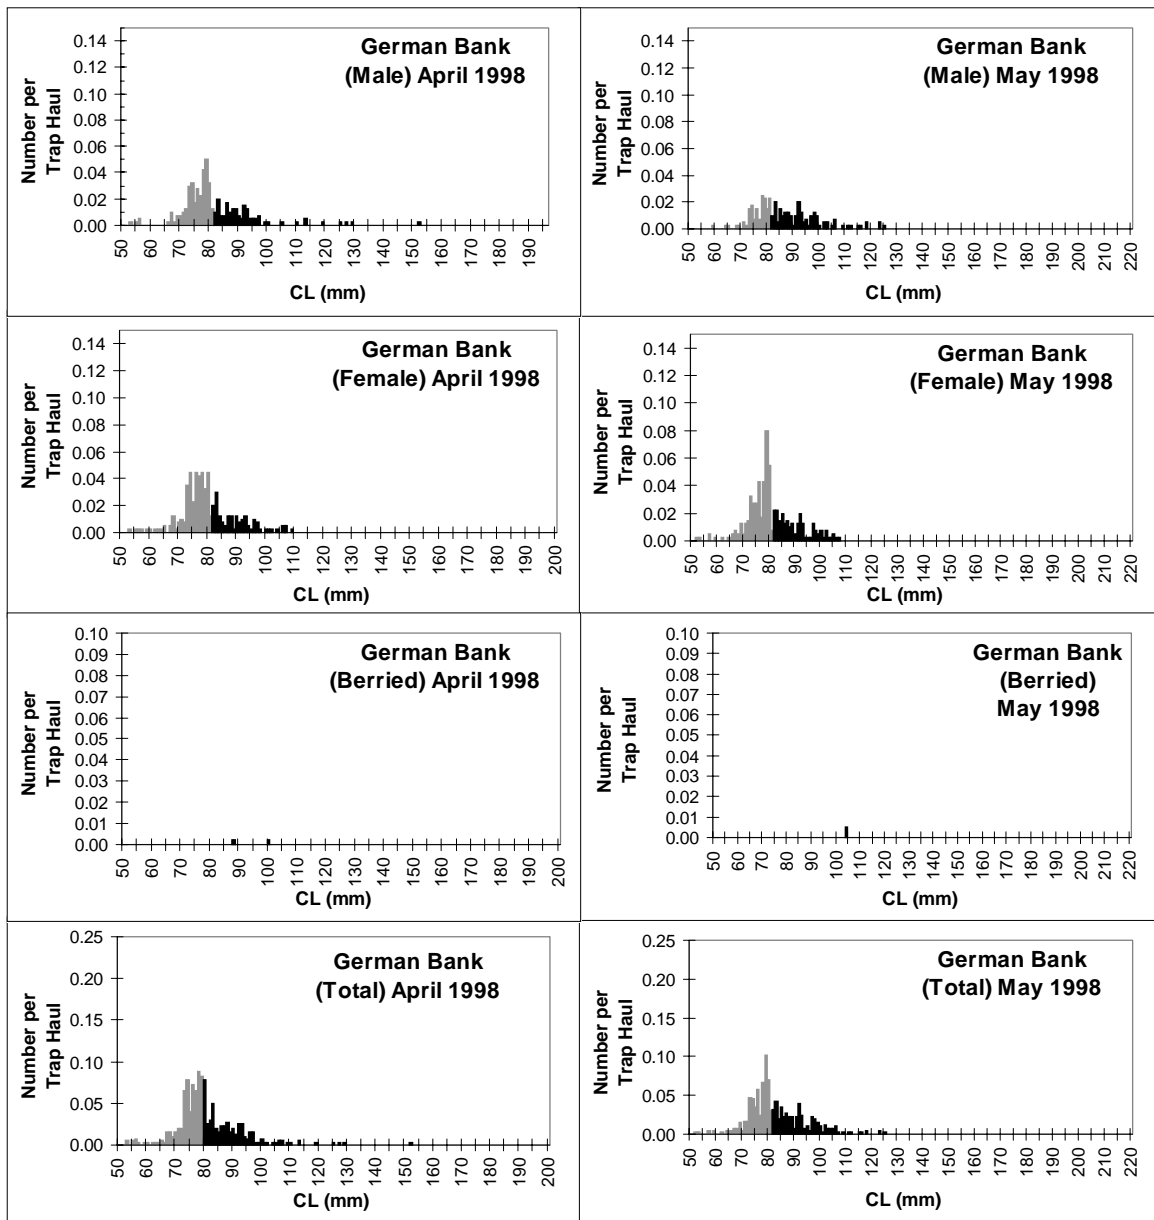 German Bank
(Male) April 1998
Number per
Trap Haul
0.14
0.12
0.10
0.08
0.06
0.04
0.02
0.00
50 60 70 80 90 100 110 120 130 140 150 160 170 180 190
CL (mm)
German Bank
(Male) May 1998
Number per
Trap Haul
0.14
0.12
0.10
0.08
0.06
0.04
0.02
0.00
50 60 70 80 90 100 110 120 130 140 150 160 170 180 190 200 210 220
CL (mm)
German Bank
(Female) April 1998
Number per
Trap Haul
0.14
0.12
0.10
0.08
0.06
0.04
0.02
0.00
50 60 70 80 90 100 110 120 130 140 150 160 170 180 190 200
CL (mm)
German Bank
(Female) May 1998
Number per
Trap Haul
0.14
0.12
0.10
0.08
0.06
0.04
0.02
0.00
50 60 70 80 90 100 110 120 130 140 150 160 170 180 190 200 210 220
CL (mm)
German Bank
(Berried) April 1998
Number per
Trap Haul
0.10
0.09
0.08
0.07
0.06
0.05
0.04
0.03
0.02
0.01
0.00
50 60 70 80 90 100 110 120 130 140 150 160 170 180 190 200
CL (mm)
German Bank
(Berried)
May 1998
Number per
Trap Haul
0.10
0.09
0.08
0.07
0.06
0.05
0.04
0.03
0.02
0.01
0.00
50 60 70 80 90 100 110 120 130 140 150 160 170 180 190 200 210 220
CL (mm)
German Bank
(Total) April 1998
Number per
Trap Haul
0.25
0.20
0.15
0.10
0.05
0.00
50 60 70 80 90 100 110 120 130 140 150 160 170 180 190 200
CL (mm)
German Bank
(Total) May 1998
Number per
Trap Haul
0.25
0.20
0.15
0.10
0.05
0.00
50 60 70 80 90 100 110 120 130 140 150 160 170 180 190 200 210 220
CL (mm)